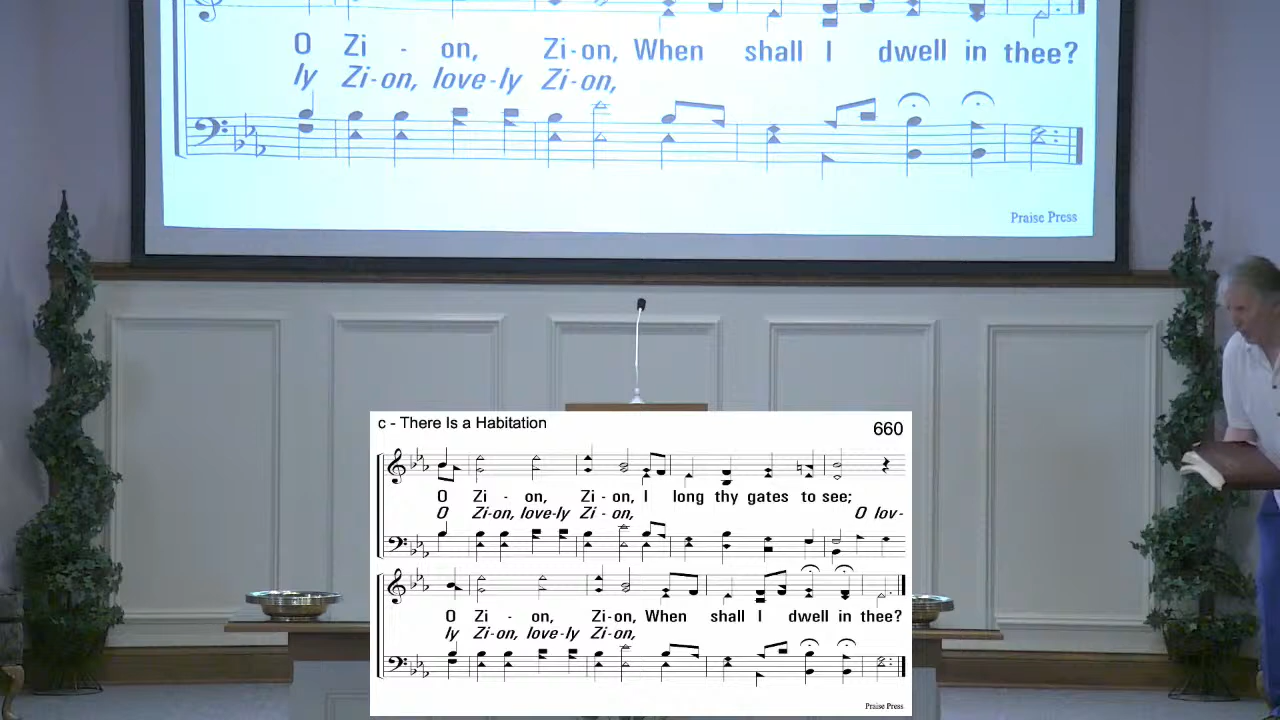 O Zi - on, Zi-on, When shall I dwell in thee?
ly Zi-on, love-ly Zi-on,
Praise Press
c - There Is a Habitation
660
O Zi - on, Zi - on, I long thy gates to see;
O Zi-on, love-ly Zi - on, O lov-
O Zi - on, Zi-on, When shall I dwell in thee?
ly Zi-on, love-ly Zi-on,
Praise Press